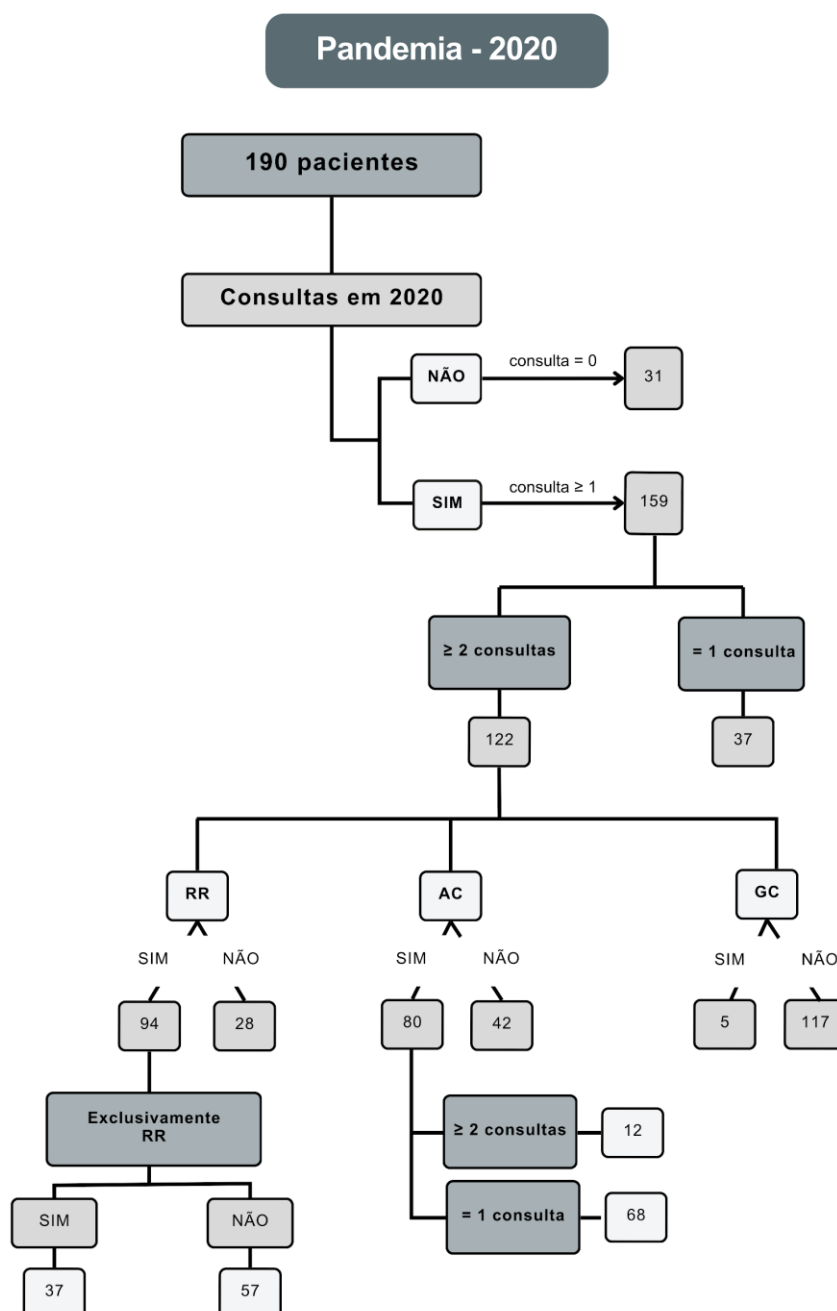 Pandemia - 2020
190 pacientes
Consultas em 2020
NÃO
consulta = 0
31
SIM
consulta ≥ 1
159
≥ 2 consultas
= 1 consulta
122
37
RR
AC
GC
SIM
NÃO
SIM
NÃO
SIM
NÃO
94
28
80
42
5
117
Exclusivamente
RR
≥ 2 consultas
12
= 1 consulta
68
SIM
NÃO
37
57